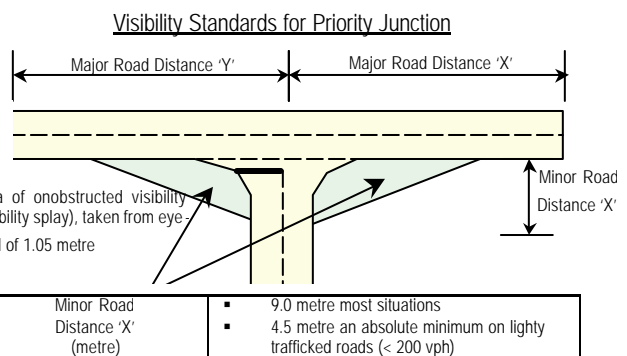 Visibility Standards for Priority Junction
Major Road Distance 'Y'
Major Road Distance 'X'
of onobstructed visibility
splay), taken from eye-
of 1.05 metre
Minor Road
Distance 'X'
Minor Road
Distance 'X'
(metre)
▪ 9.0 metre most situations
▪ 4.5 metre an absolute minimum on lighty
trafficked roads (< 200 vph)